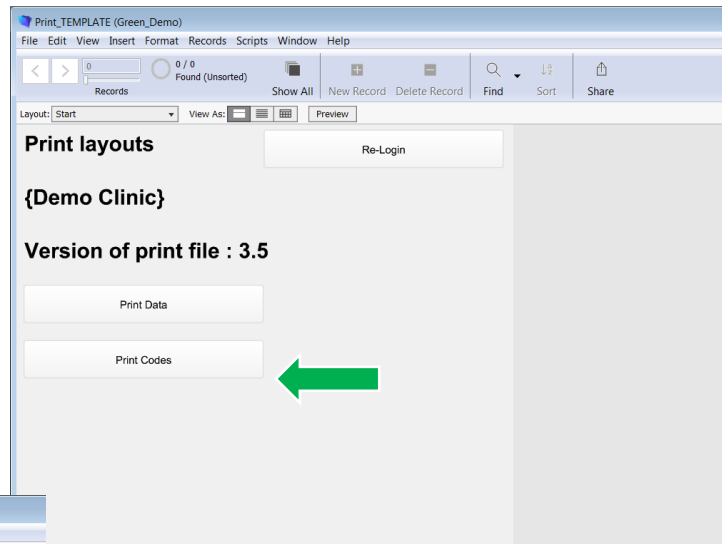 Print_TEMPLATE (Green_Demo)
File Edit View Insert Format Records Scripts Window Help
0
0 / 0
Found (Unsorted)
Records
Show All New Record Delete Record Find Sort Share
Layout: Start View As: Preview
Print layouts
Re-Login
{Demo Clinic}
Version of print file : 3.5
Print Data
Print Codes